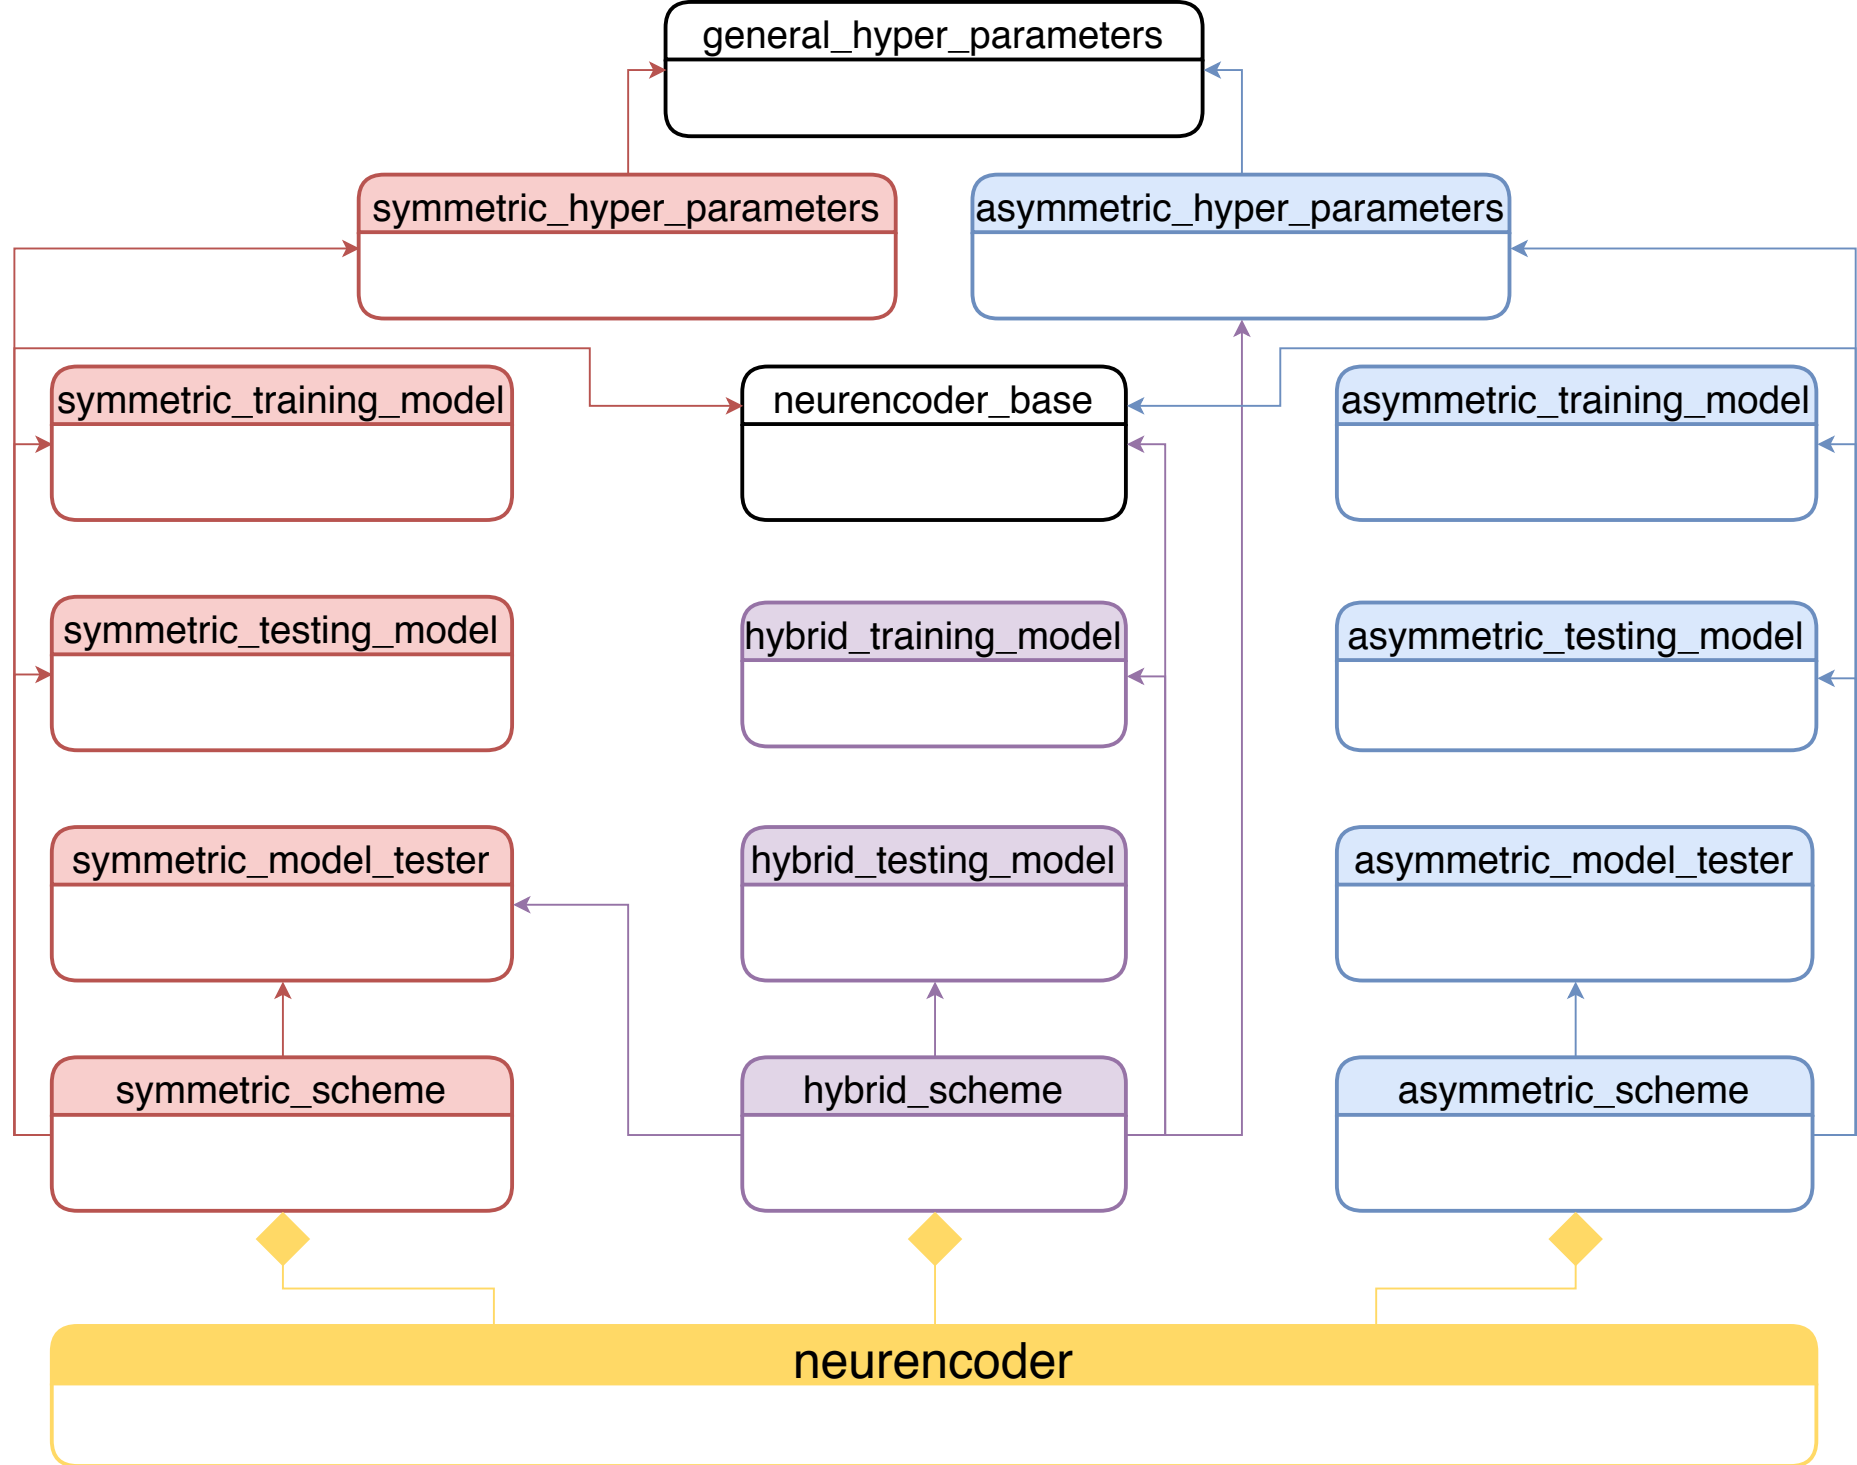 general_hyper_parameters
symmetric_hyper_parameters
asymmetric_hyper_parameters
symmetric_training_model
neurencoder_base
asymmetric_training_model
symmetric_testing_model
hybrid_training_model
asymmetric_testing_model
symmetric_model_tester
hybrid_testing_model
asymmetric_model_tester
symmetric_scheme
hybrid_scheme
asymmetric_scheme
neurencoder